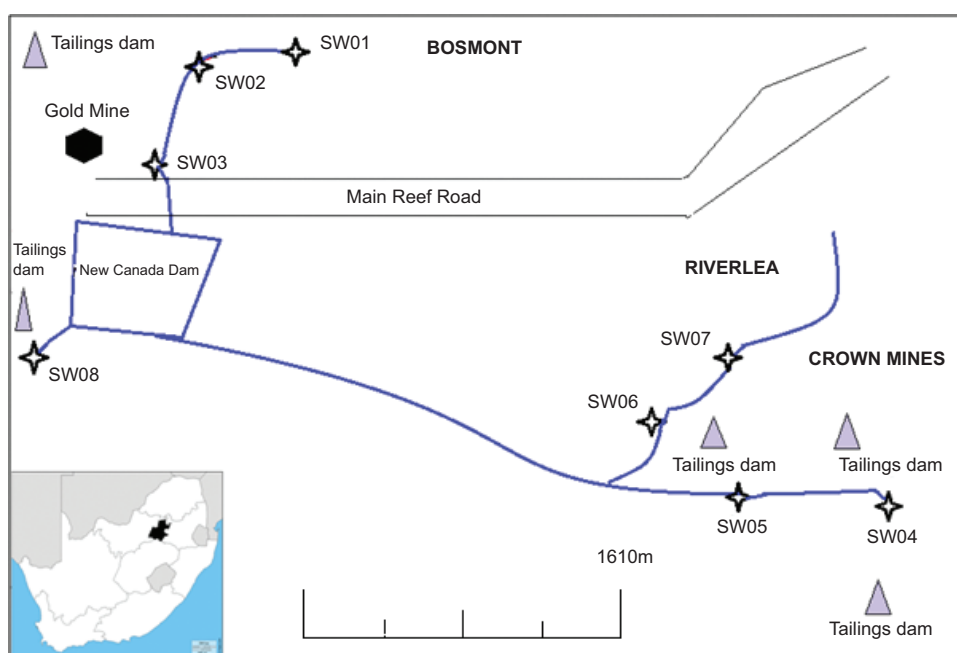 Tailings dam
SW01
BOSMONT
SW02
Gold Mine
SW03
Main Reef Road
Tailings
dam
New Canada Dam
RIVERLEA
SW07
CROWN MINES
SW08
SW06
Tailings dam
Tailings dam
SW05
SW04
1610m
Tailings dam